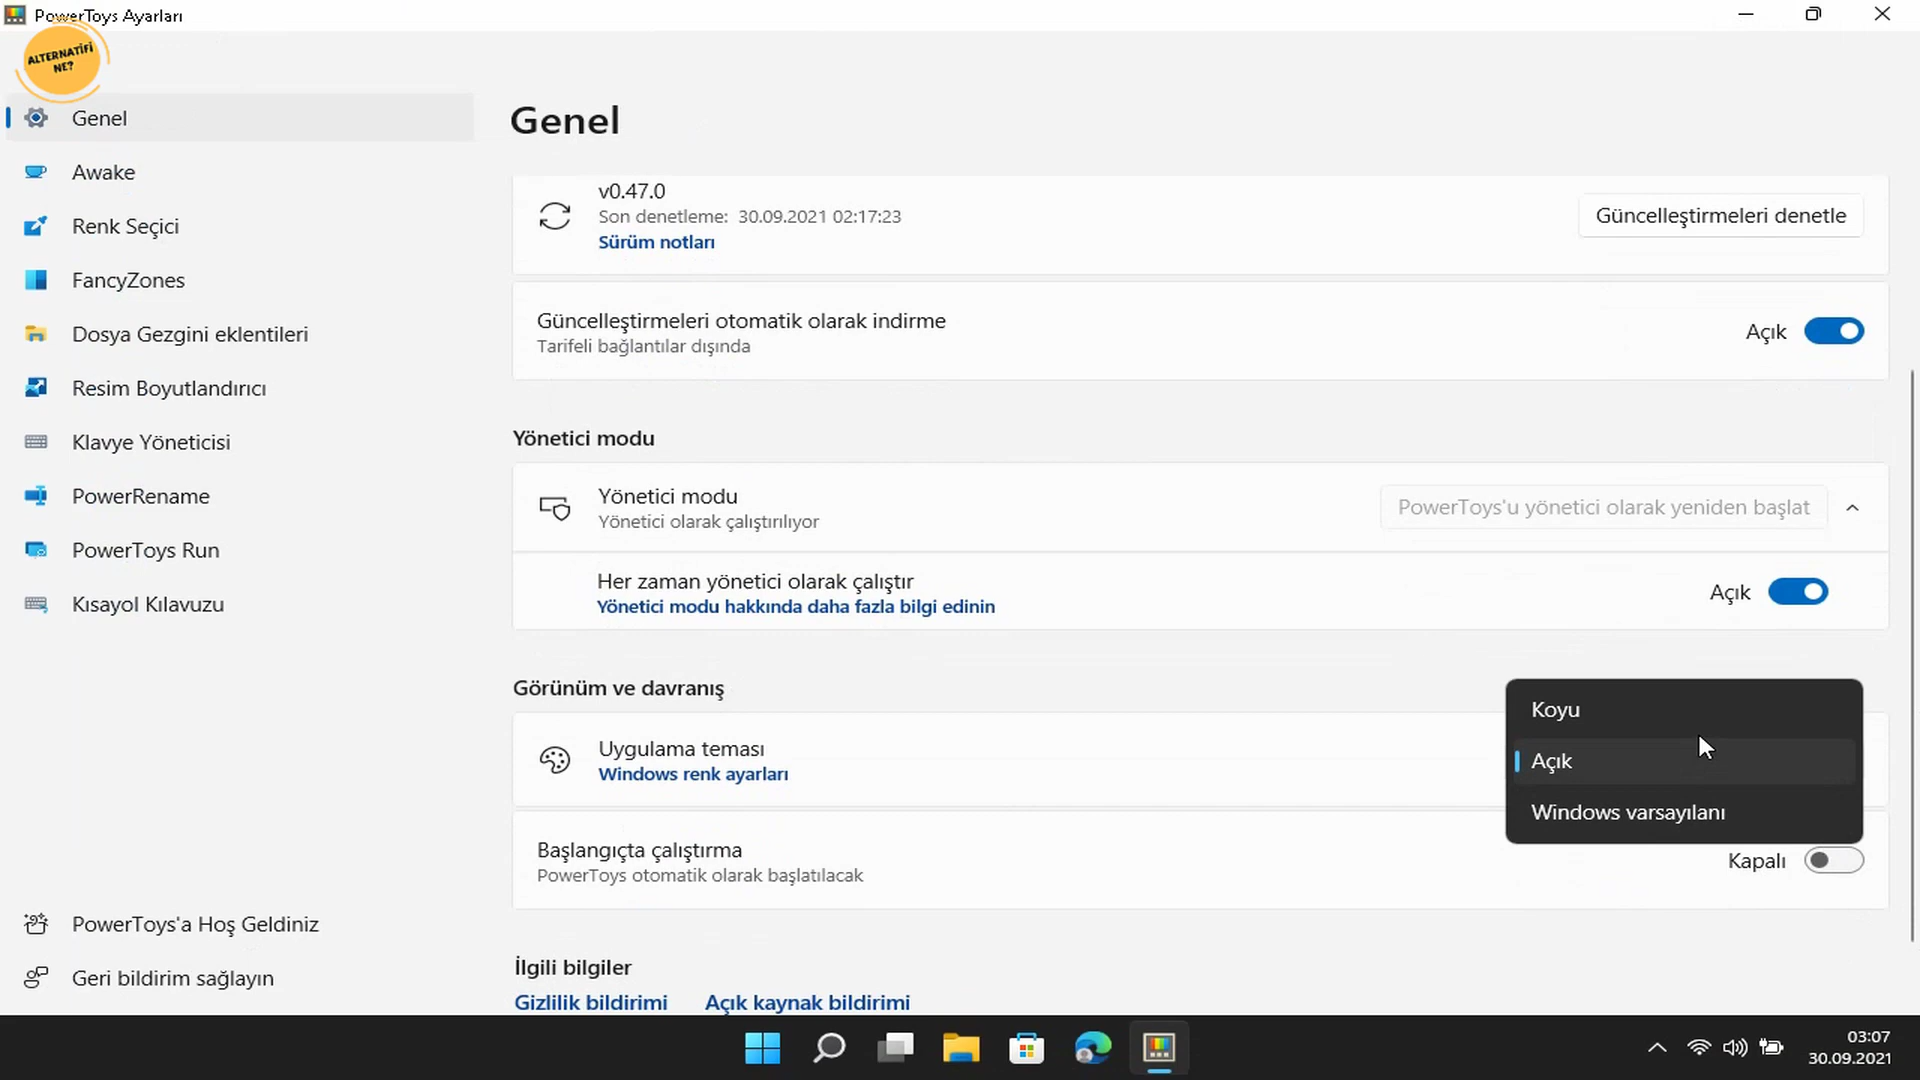 PowerToys Ayarları
ALTERNATİFİ
NE?
Genel
Awake
Renk Seçici
FancyZones
Dosya Gezgini eklentileri
Resim Boyutlandırıcı
Klavye Yöneticisi
PowerRename
PowerToys Run
Kısayol Kılavuzu
PowerToys'a Hoş Geldiniz
Geri bildirim sağlayın
Genel
v0.47.0
Son denetleme: 30.09.2021 02:17:23
Sürüm notları
Güncelleştirmeleri denetle
Güncelleştirmeleri otomatik olarak indirme
Tarifeli bağlantılar dışında
Açık
Yönetici modu
Yönetici modu
Yönetici olarak çalıştırılıyor
PowerToys'u yönetici olarak yeniden başlat
Her zaman yönetici olarak çalıştır
Yönetici modu hakkında daha fazla bilgi edinin
Açık
Görünüm ve davranış
Uygulama teması
Windows renk ayarları
Koyu
Açık
Windows varsayılanı
Başlangıçta çalıştırma
PowerToys otomatik olarak başlatılacak
Kapalı
İlgili bilgiler
Gizlilik bildirimi Açık kaynak bildirimi
03:07
30.09.2021